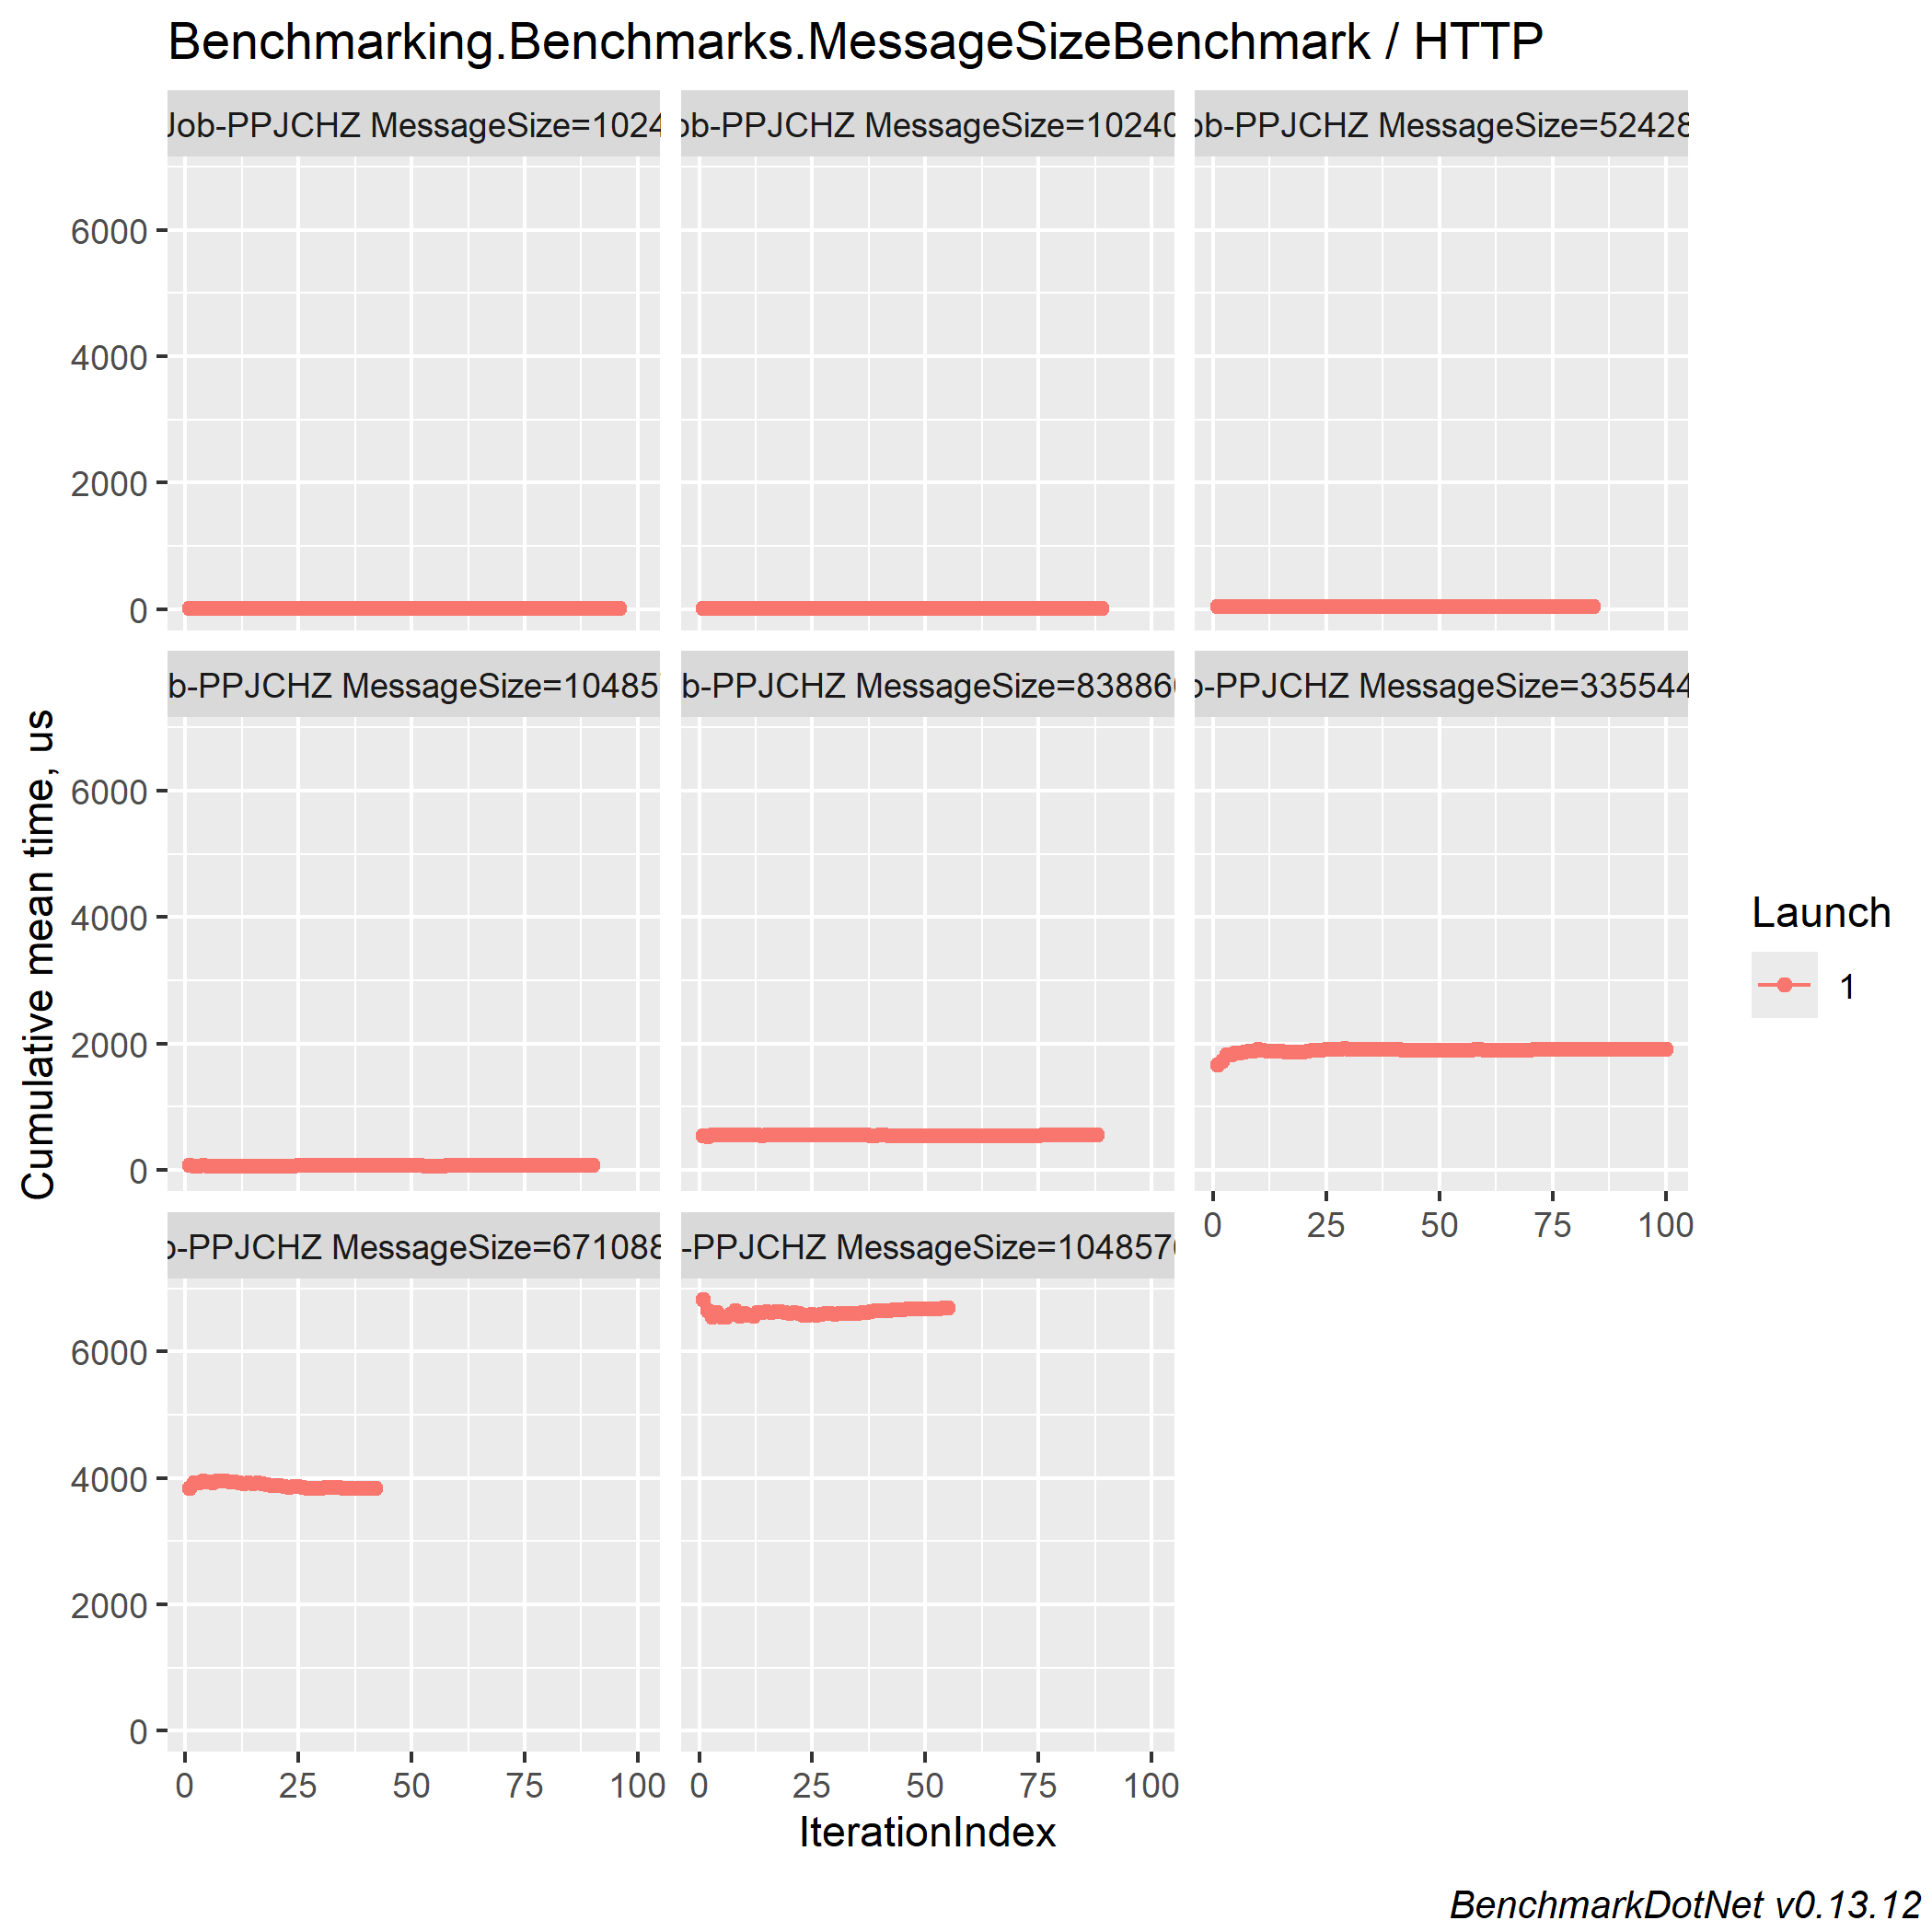 Benchmarking.Benchmarks.MessageSizeBenchmark / HTTP
Job-PPJCHZ MessageSize=1024
ob-PPJCHZ MessageSize=10240
ob-PPJCHZ MessageSize=52428
6000
4000
2000
0
b-PPJCHZ MessageSize=10485
b-PPJCHZ MessageSize=83886
-PPJCHZ MessageSize=335544
6000
4000
2000
0
0 25 50 75 100
-PPJCHZ MessageSize=671088
-PPJCHZ MessageSize=104857
6000
4000
2000
0
0 25 50 75 100
0 25 50 75 100
IterationIndex
Cumulative mean time, us
Launch
1
BenchmarkDotNet v0.13.12